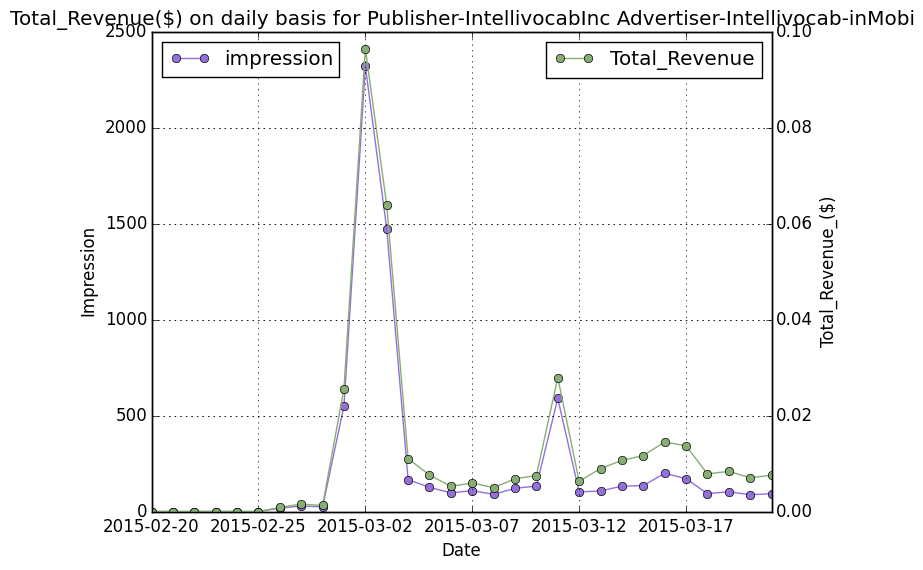 Total_Revenue($) on daily basis for Publisher-IntellivocabInc Advertiser-Intellivocab-inMobi
impression
Total_Revenue
2500
2000
1500
1000
500
0
Impression
0.10
0.08
0.06
0.04
0.02
0.00
Total_Revenue_($)
2015-02-20 2015-02-25 2015-03-02 2015-03-07 2015-03-12 2015-03-17
Date